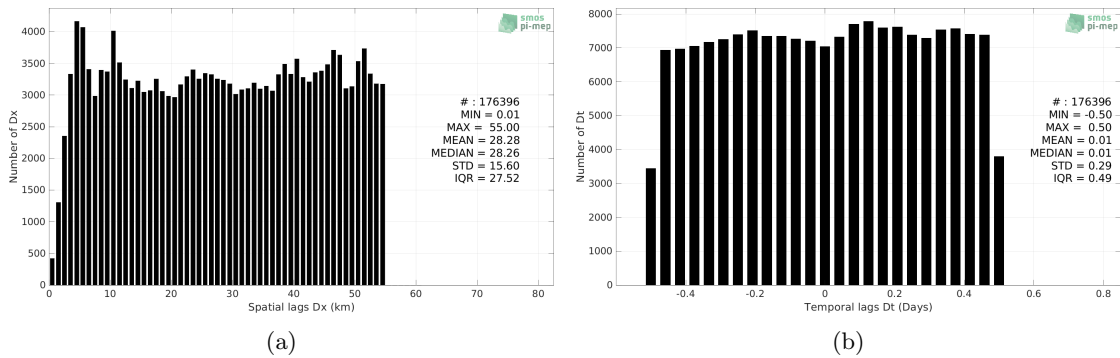 smos
pi-mep
4000
3500
3000
2500
2000
1500
1000
500
0
Number of Dx
# : 176396
MIN = 0.01
MAX = 55.00
MEAN = 28.28
MEDIAN = 28.26
STD = 15.60
IQR = 27.52
0 10 20 30 40 50 60 70 80
Spatial lags Dx (km)
(a)
smos
pi-mep
8000
7000
6000
5000
4000
3000
2000
1000
0
Number of Dt
# : 176396
MIN = -0.50
MAX = 0.50
MEAN = 0.01
MEDIAN = 0.01
STD = 0.29
IQR = 0.49
-0.4 -0.2 0 0.2 0.4 0.6 0.8
Temporal lags Dt (Days)
(b)